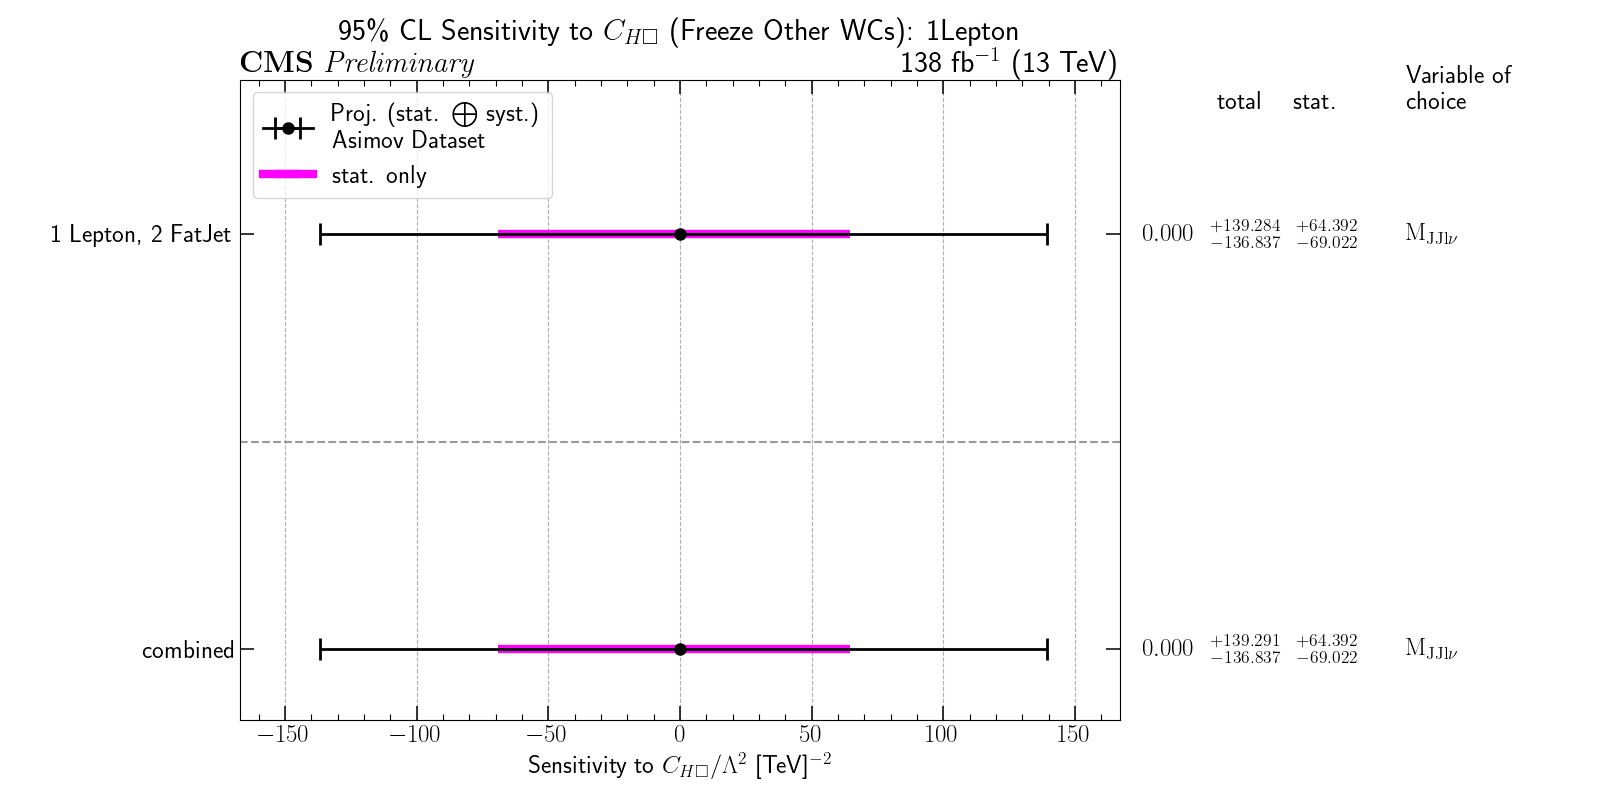 95% CL Sensitivity to C_{H□} (Freeze Other WCs): 1Lepton
CMS Preliminary 138 fb⁻¹ (13 TeV)
Variable of
total stat. choice
Proj. (stat. ⨁ syst.)
Asimov Dataset
stat. only
1 Lepton, 2 FatJet 0.000 +139.284 −136.837 +64.392 −69.022 M_{JJlν}
combined 0.000 +139.291 −136.837 +64.392 −69.022 M_{JJlν}
−150 −100 −50 0 50 100 150
Sensitivity to C_{H□}/Λ² [TeV]⁻²